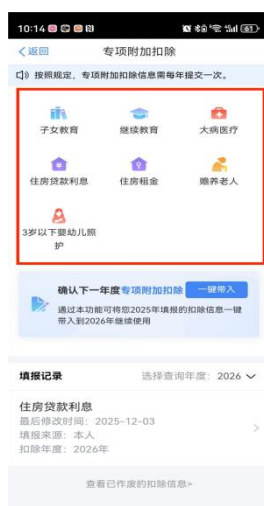 10:14
61
<返回 专项附加扣除
按照规定，专项附加扣除信息需每年提交一次。
子女教育 继续教育 大病医疗
住房贷款利息 住房租金 赡养老人
3岁以下婴幼儿照
护
确认下一年度专项附加扣除 一键带入
通过本功能可将您2025年填报的扣除信息一键
带入到2026年继续使用
填报记录 选择查询年度： 2026
住房贷款利息
最后修改时间：2025-12-03
填报来源：本人
扣除年度：2026年
查看已作废的扣除信息>